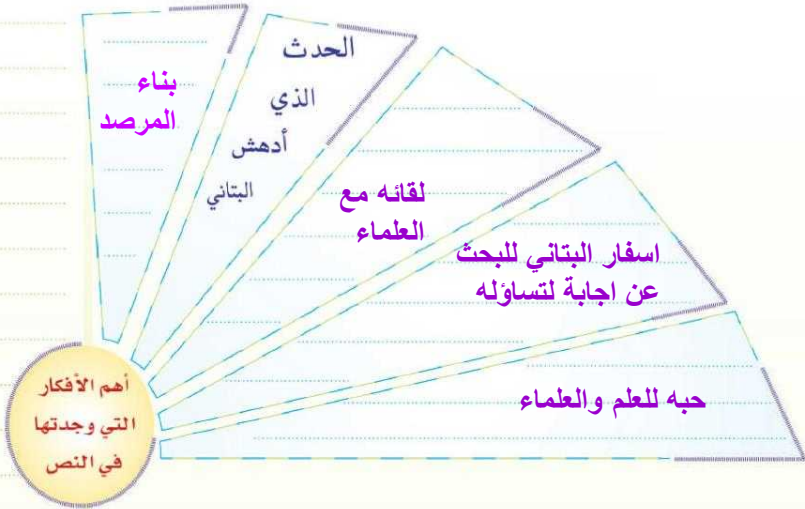 أهم الأفكار
التي وجدتها
في النص
حبه للعلم والعلماء
اسفار البتاني للبحث
عن اجابة لتساؤله
لقائه مع
العلماء
الحدث
الذي
أدهش
البتاني
بناء
المرصد